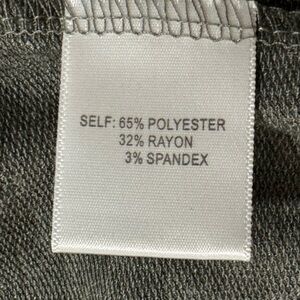 SELF: 65% POLYESTER
32% RAYON
3% SPANDEX